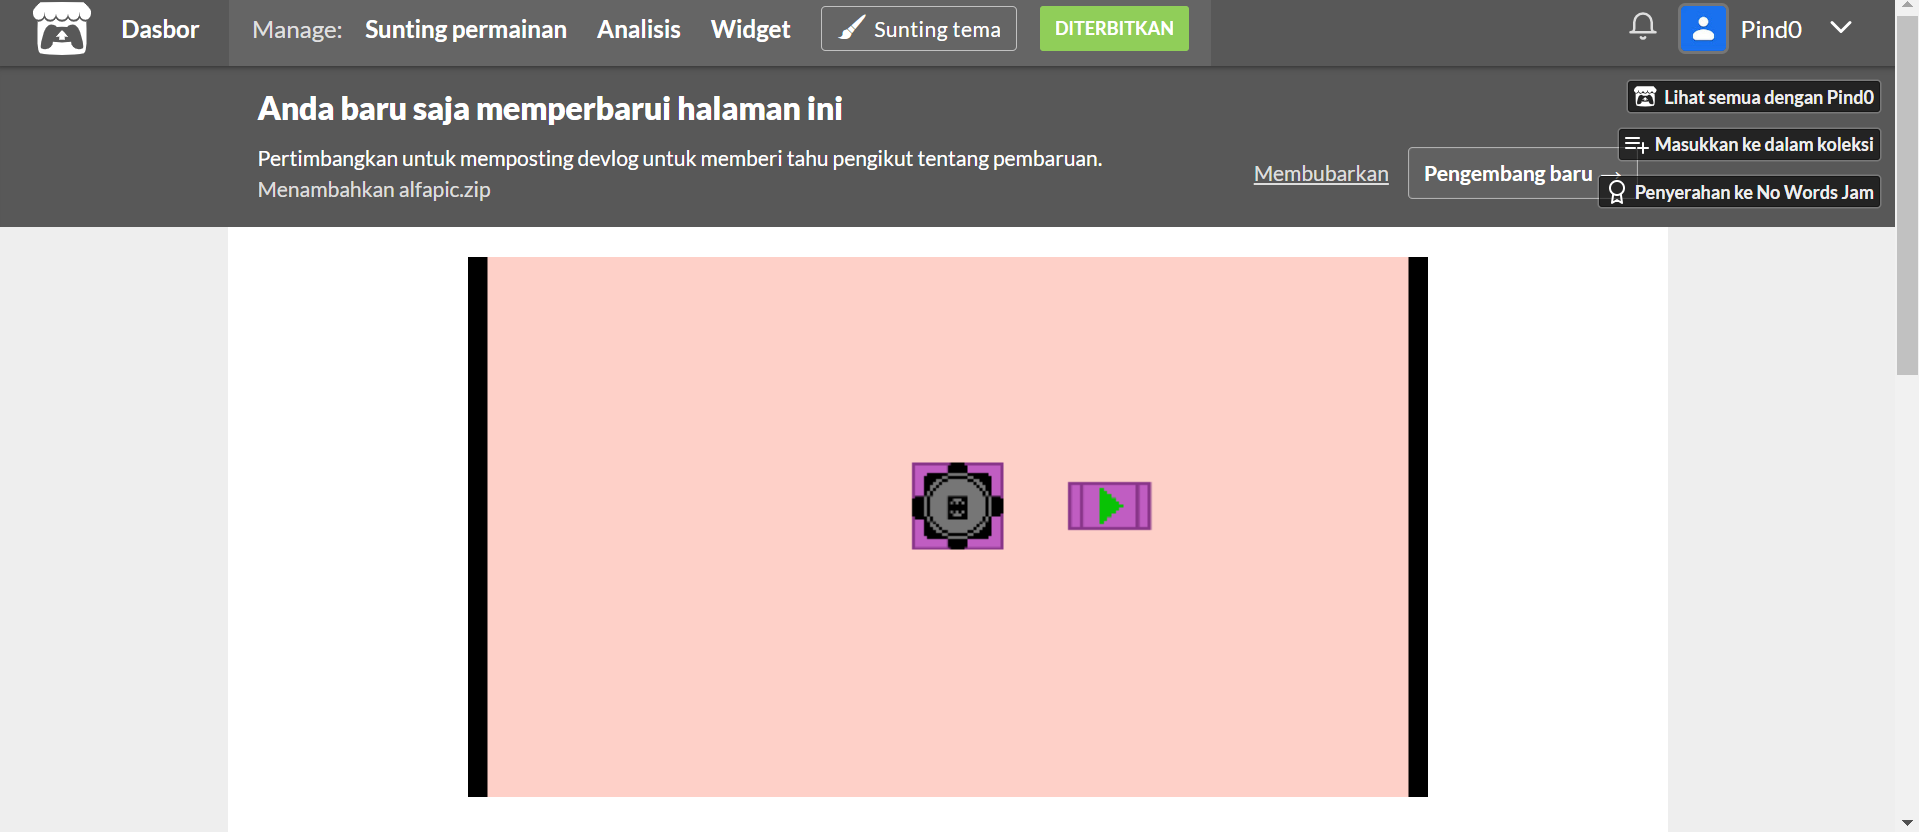 Dasbor
Manage: Sunting permainan Analisis Widget Sunting tema DITERBITKAN
Pind0
Anda baru saja memperbarui halaman ini
Pertimbangkan untuk memposting devlog untuk memberi tahu pengikut tentang pembaruan.
Menambahkan alfapic.zip
Membubarkan
Pengembang baru →
Lihat semua dengan Pind0
Masukkan ke dalam koleksi
Penyerahan ke No Words Jam